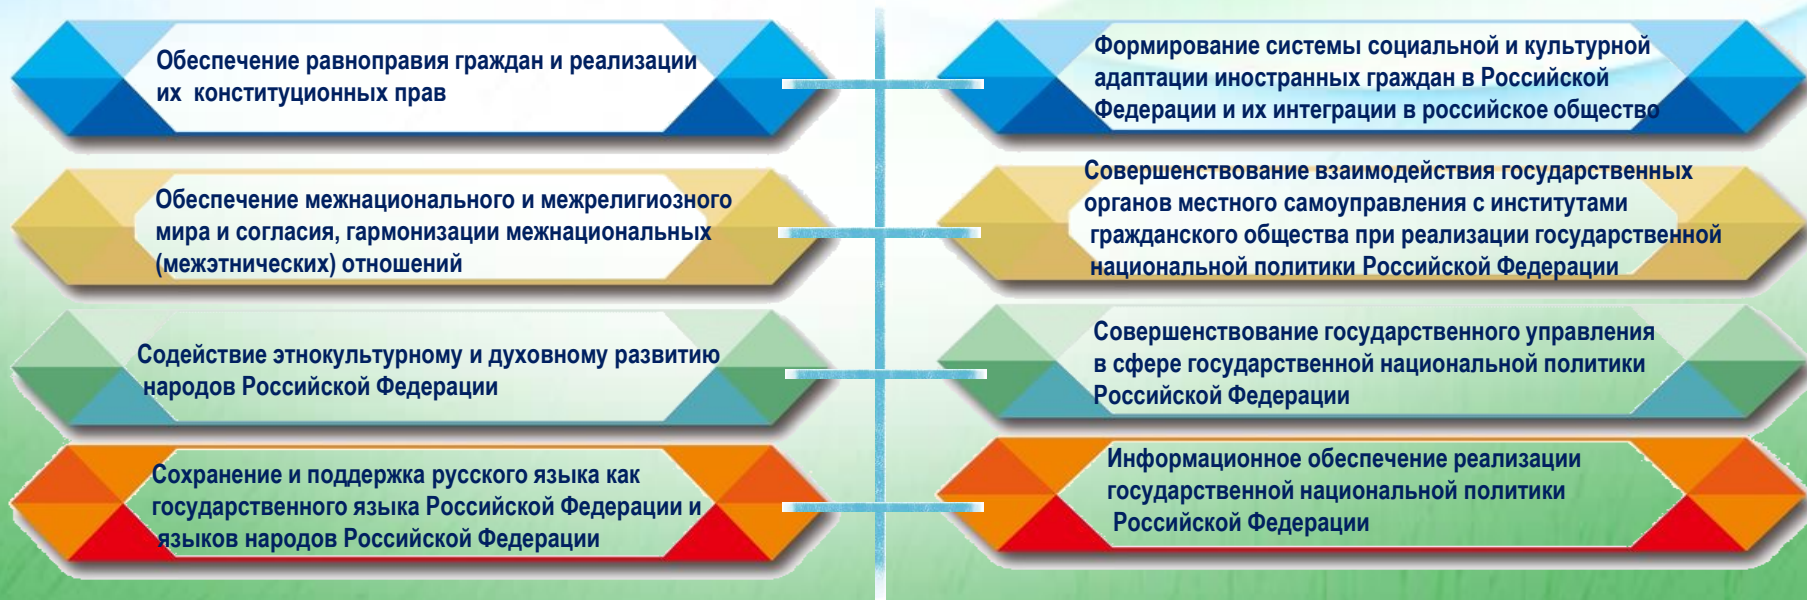 Обеспечение равноправия граждан и реализации
их конституционных прав
Обеспечение межнационального и межрелигиозного
мира и согласия, гармонизации межнациональных
(межэтнических) отношений
Содействие этнокультурному и духовному развитию
народов Российской Федерации
Сохранение и поддержка русского языка как
государственного языка Российской Федерации и
языков народов Российской Федерации
Формирование системы социальной и культурной
адаптации иностранных граждан в Российской
Федерации и их интеграции в российское общество
Совершенствование взаимодействия государственных
органов местного самоуправления с институтами
гражданского общества при реализации государственной
национальной политики Российской Федерации
Совершенствование государственного управления
в сфере государственной национальной политики
Российской Федерации
Информационное обеспечение реализации
государственной национальной политики
Российской Федерации